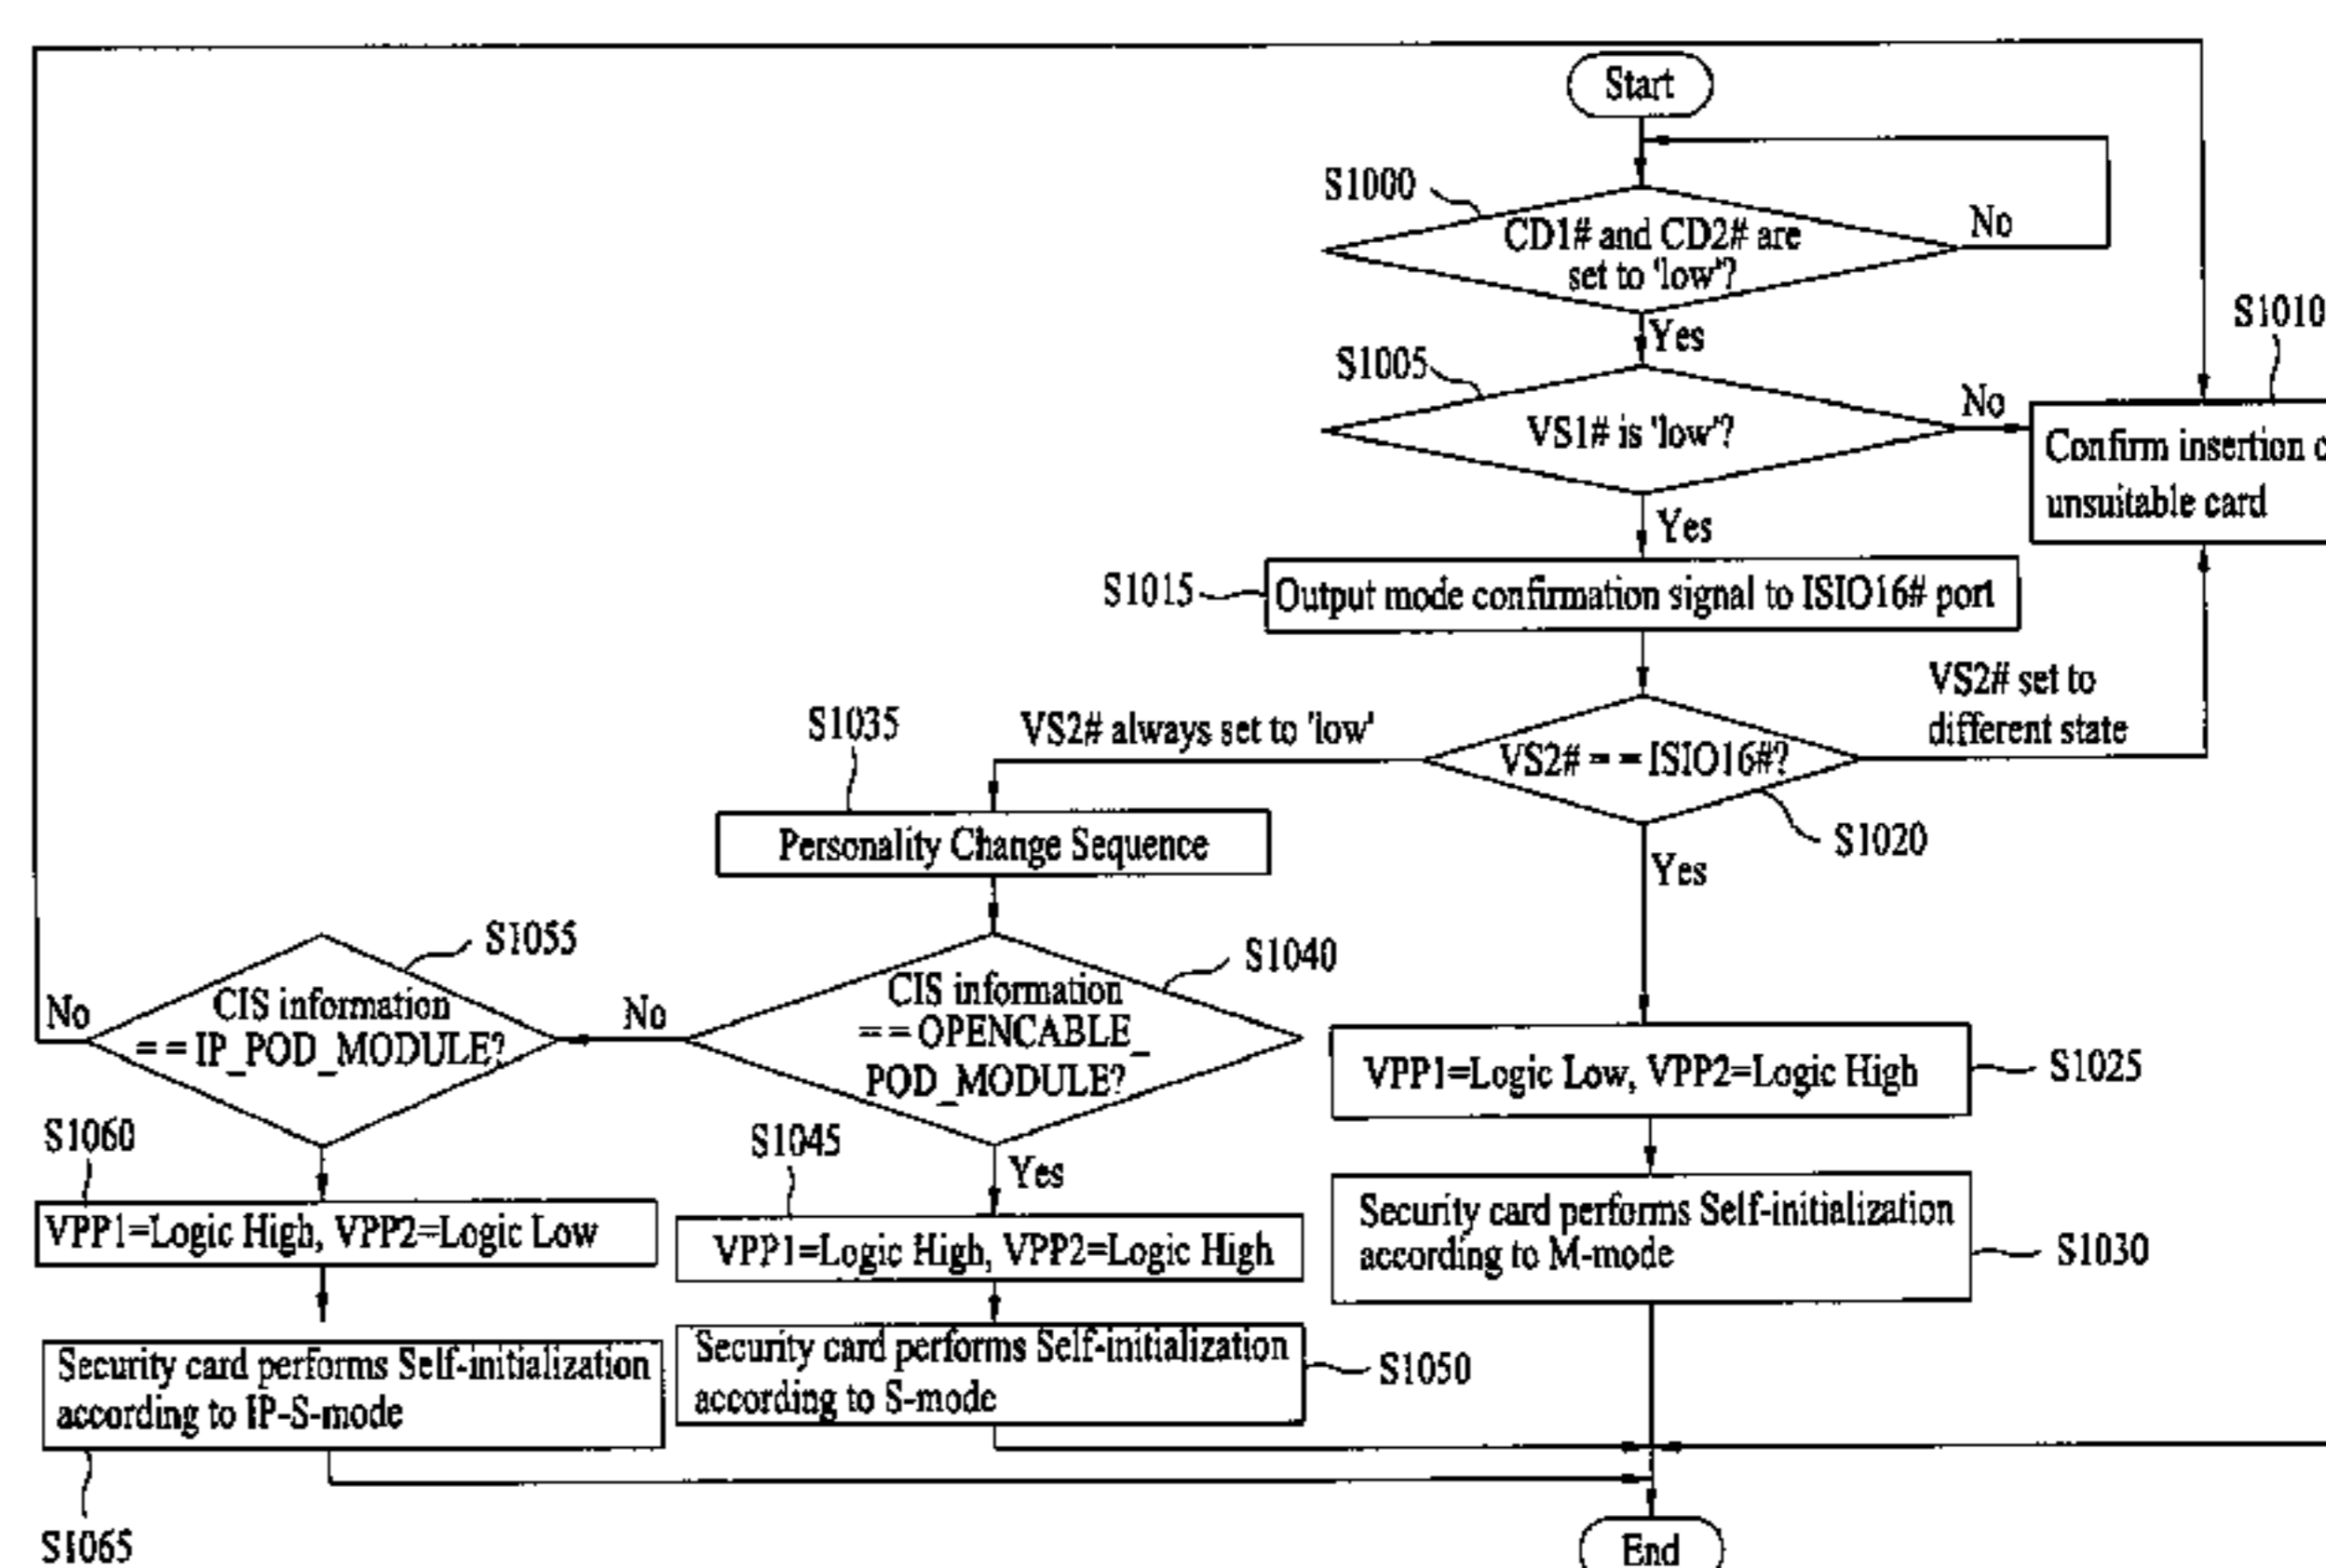 Start
S1000
CD1# and CD2# are
set to 'low'?
No
Yes
S1010
S1005
VS1# is 'low'?
No
Confirm insertion
unsuitable card
Yes
S1015
Output mode confirmation signal to ISIO16# port
VS2# set to
different state
S1035
VS2# always set to 'low'
VS2# = = ISIO16#?
S1020
Personality Change Sequence
Yes
S1055
S1040
No
CIS information
= = IP_POD_MODULE?
No
CIS information
= = OPENCABLE_
POD_MODULE?
VPP1=Logic Low, VPP2=Logic High
S1025
S1060
S1045
Yes
VPP1=Logic High, VPP2=Logic Low
VPP1=Logic High, VPP2=Logic High
Security card performs Self-initialization
according to M-mode
S1030
Security card performs Self-initialization
according to IP-S-mode
Security card performs Self-initialization
according to S-mode
S1050
S1065
End